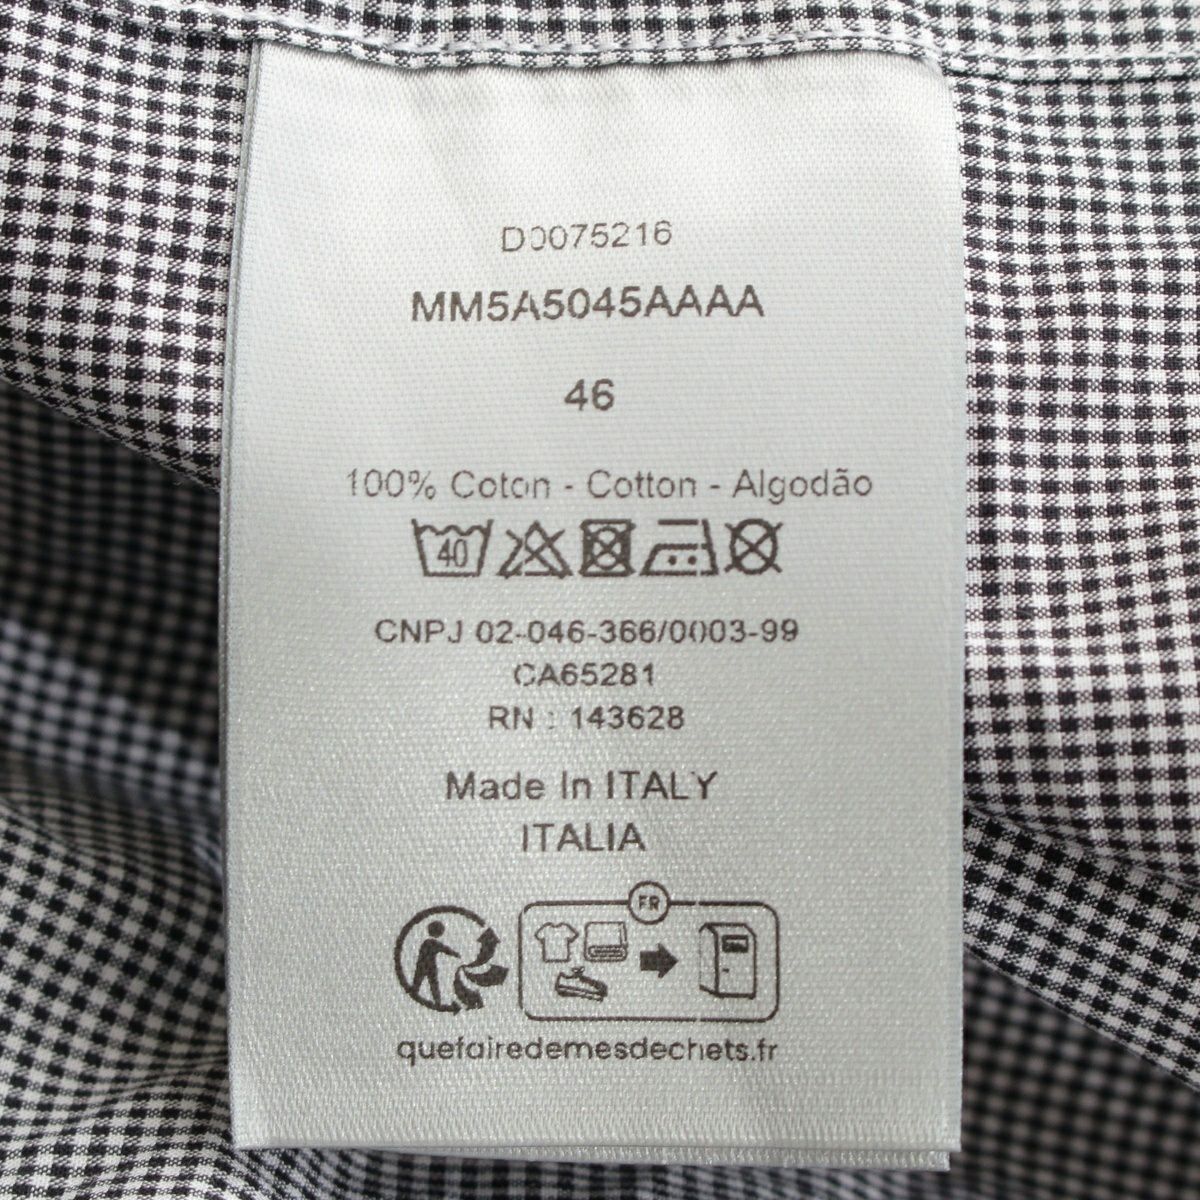 D0075216
MM5A5045AAAA
46
100% Coton - Cotton - Algodão
40
CNPJ 02-046-366/0003-99
CA65281
RN : 143628
Made In ITALY
ITALIA
FR
quefairedemesdechets.fr